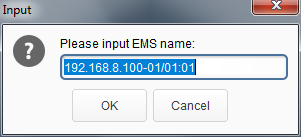 Input
Please input EMS name:
192.168.8.100-01/01:01
OK
Cancel